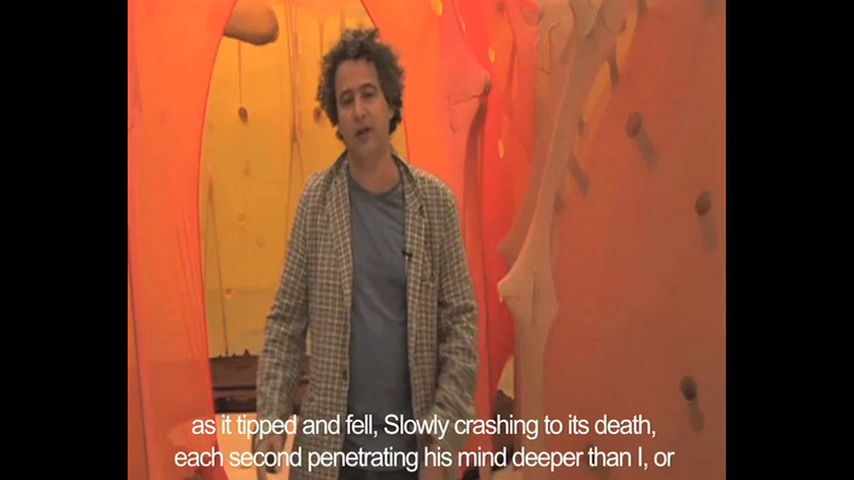 as it tipped and fell, Slowly crashing to its death,
each second penetrating his mind deeper than I, or